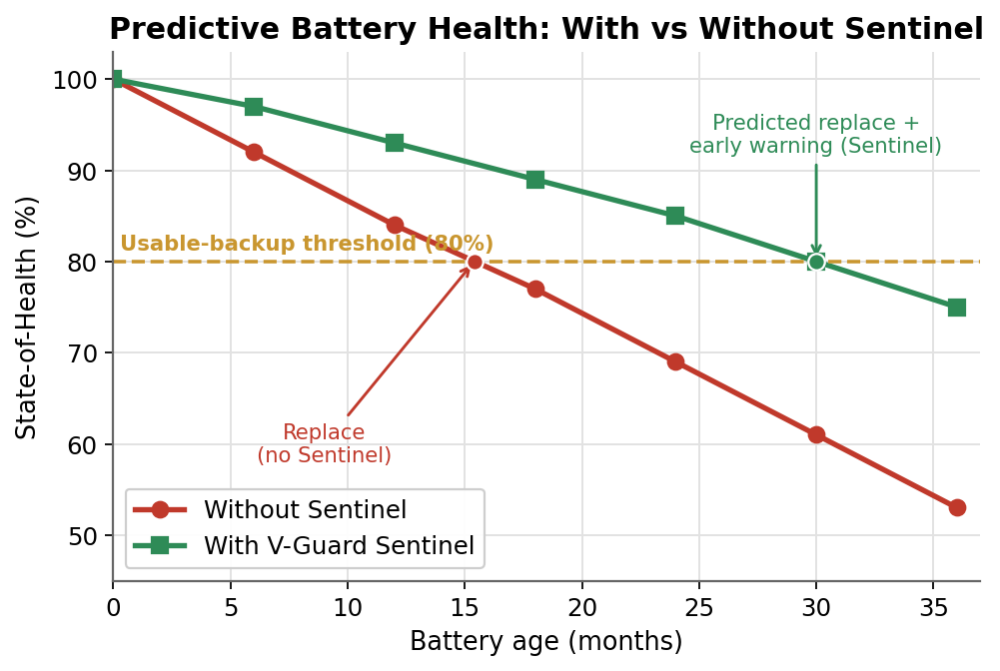 Predictive Battery Health: With vs Without Sentinel
100
90
80
70
60
50
State-of-Health (%)
Predicted replace +
early warning (Sentinel)
Usable-backup threshold (80%)
Replace
(no Sentinel)
Without Sentinel
With V-Guard Sentinel
0
5
10
15
20
25
30
35
Battery age (months)